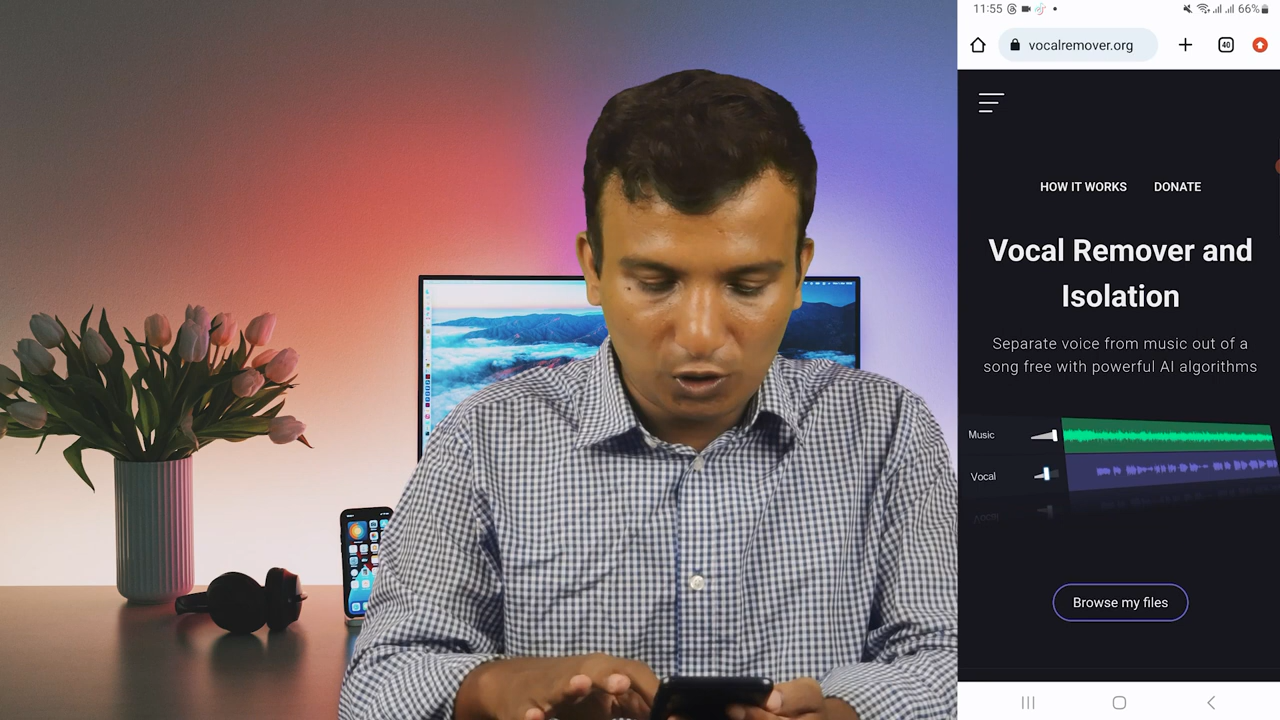 11:55
66%
vocalremover.org
40
HOW IT WORKS DONATE
Vocal Remover and
Isolation
Separate voice from music out of a
song free with powerful AI algorithms
Music
Vocal
Browse my files